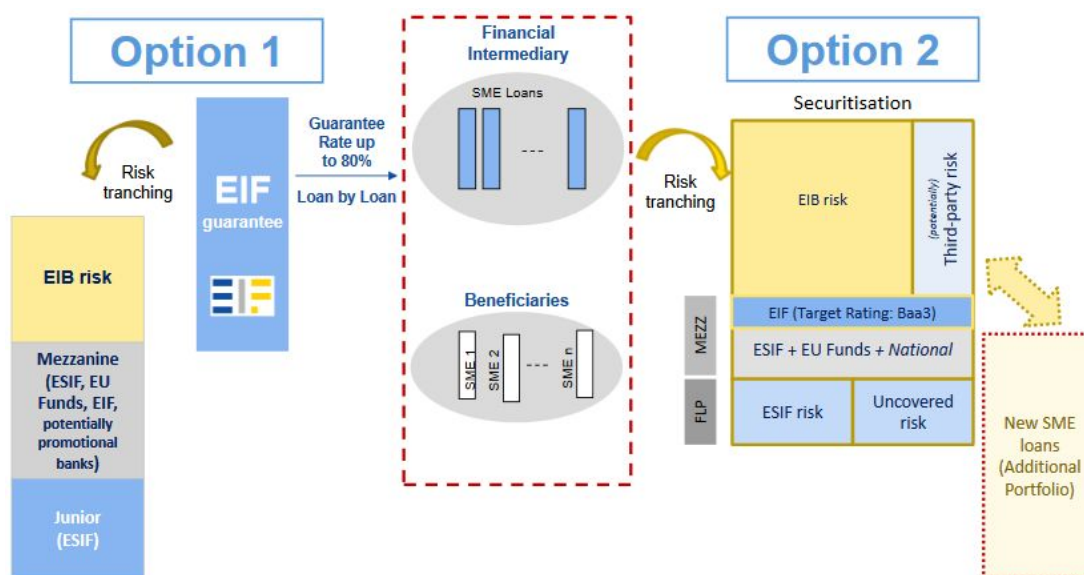 Option 1
Risk
tranching
EIF
guarantee
EIF
Guarantee
Rate up
to 80%
Loan by Loan
EIB risk
Mezzanine
(ESIF, EU
Funds, EIF,
potentially
promotional
banks)
Junior
(ESIF)
Financial
Intermediary
SME Loans
---
Beneficiaries
SME 1
SME 2
---
SME n
Option 2
Risk
tranching
Securitisation
EIB risk
(potentially)
Third-party risk
MEZZ
EIF (Target Rating: Baa3)
ESIF + EU Funds + National
FLP
ESIF risk
Uncovered
risk
New SME
loans
(Additional
Portfolio)